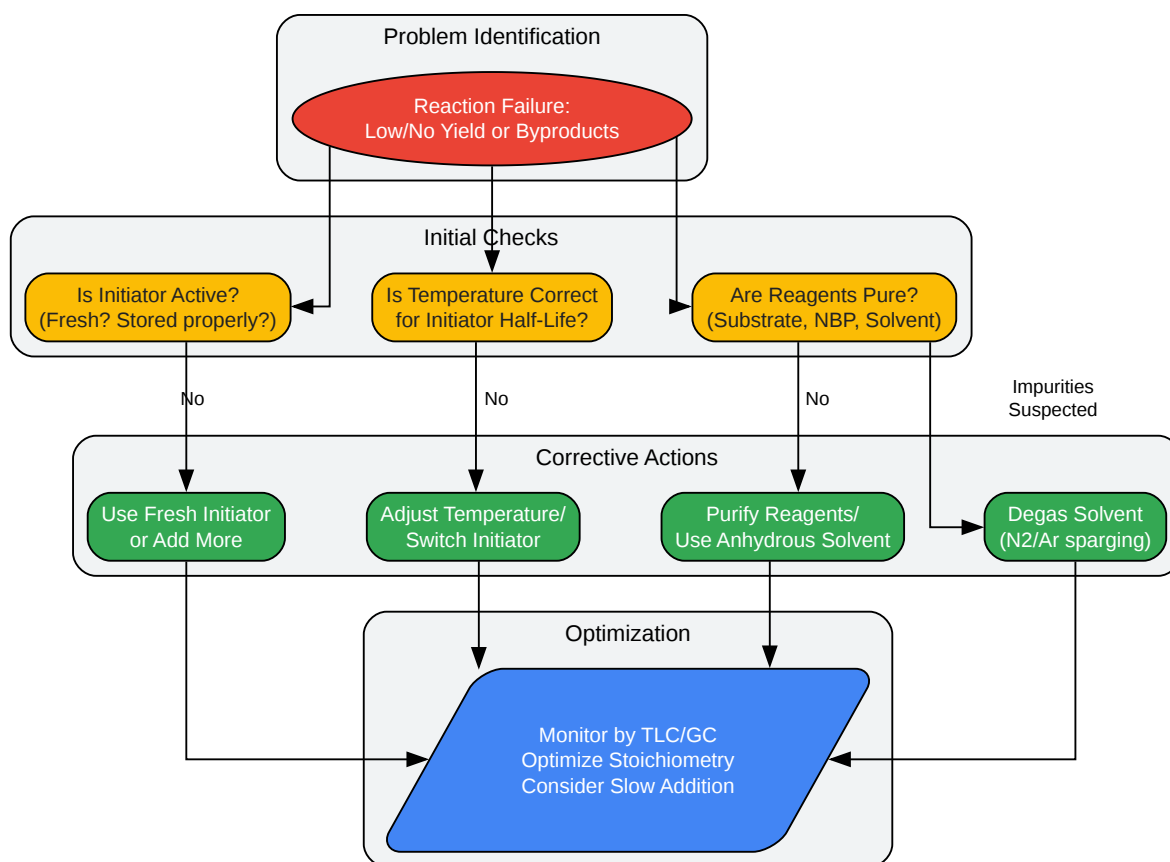 Problem Identification
Reaction Failure:
Low/No Yield or Byproducts
Initial Checks
Is Initiator Active?
(Fresh? Stored properly?)
Is Temperature Correct
for Initiator Half-Life?
Are Reagents Pure?
(Substrate, NBP, Solvent)
No
No
No
Impurities
Suspected
Corrective Actions
Use Fresh Initiator
or Add More
Adjust Temperature/
Switch Initiator
Purify Reagents/
Use Anhydrous Solvent
Degas Solvent
(N2/Ar sparging)
Optimization
Monitor by TLC/GC
Optimize Stoichiometry
Consider Slow Addition